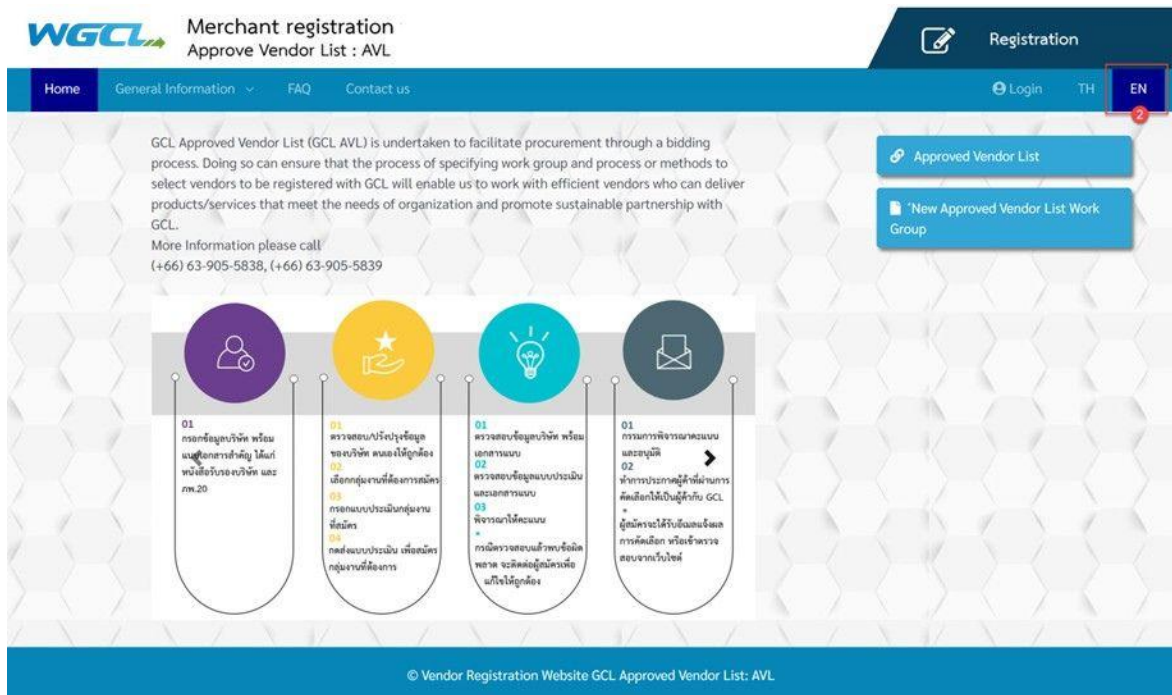 WGCL
Merchant registration
Approve Vendor List : AVL
Registration
Home
General Information
FAQ
Contact us
Login
TH
EN
2
GCL Approved Vendor List (GCL AVL) is undertaken to facilitate procurement through a bidding
process. Doing so can ensure that the process of specifying work group and process or methods to
select vendors to be registered with GCL will enable us to work with efficient vendors who can deliver
products/services that meet the needs of organization and promote sustainable partnership with
GCL.
More Information please call
(+66) 63-905-5838, (+66) 63-905-5839
Approved Vendor List
*New Approved Vendor List Work
Group
01
กรอกข้อมูลบริษัท พร้อม
แนบเอกสารสำคัญ ได้แก่
หนังสือรับรองบริษัท และ
ภพ.20
01
ตรวจสอบ/ปรับปรุงข้อมูล
ของบริษัท ตนเองให้ถูกต้อง
02
เลือกกลุ่มงานที่ต้องการสมัคร
03
กรอกแบบประเมินกลุ่มงาน
ที่สมัคร
04
กดส่งแบบประเมิน เพื่อสมัคร
กลุ่มงานที่ต้องการ
01
ตรวจสอบข้อมูลบริษัท พร้อม
เอกสารแนบ
02
ตรวจสอบข้อมูลแบบประเมิน
และเอกสารแนบ
03
พิจารณาให้คะแนน
*
กรณีตรวจสอบแล้วพบข้อผิด
พลาด จะติดต่อผู้สมัครเพื่อ
แก้ไขให้ถูกต้อง
01
กรรมการพิจารณาคะแนน
และอนุมัติ
02
ทำการประกาศผู้ค้าที่ผ่านการ
คัดเลือกให้เป็นผู้ค้ากับ GCL
*
ผู้สมัครจะได้รับอีเมลแจ้งผล
การคัดเลือก หรือเข้าตรวจ
สอบจากเว็บไซต์
© Vendor Registration Website GCL Approved Vendor List: AVL